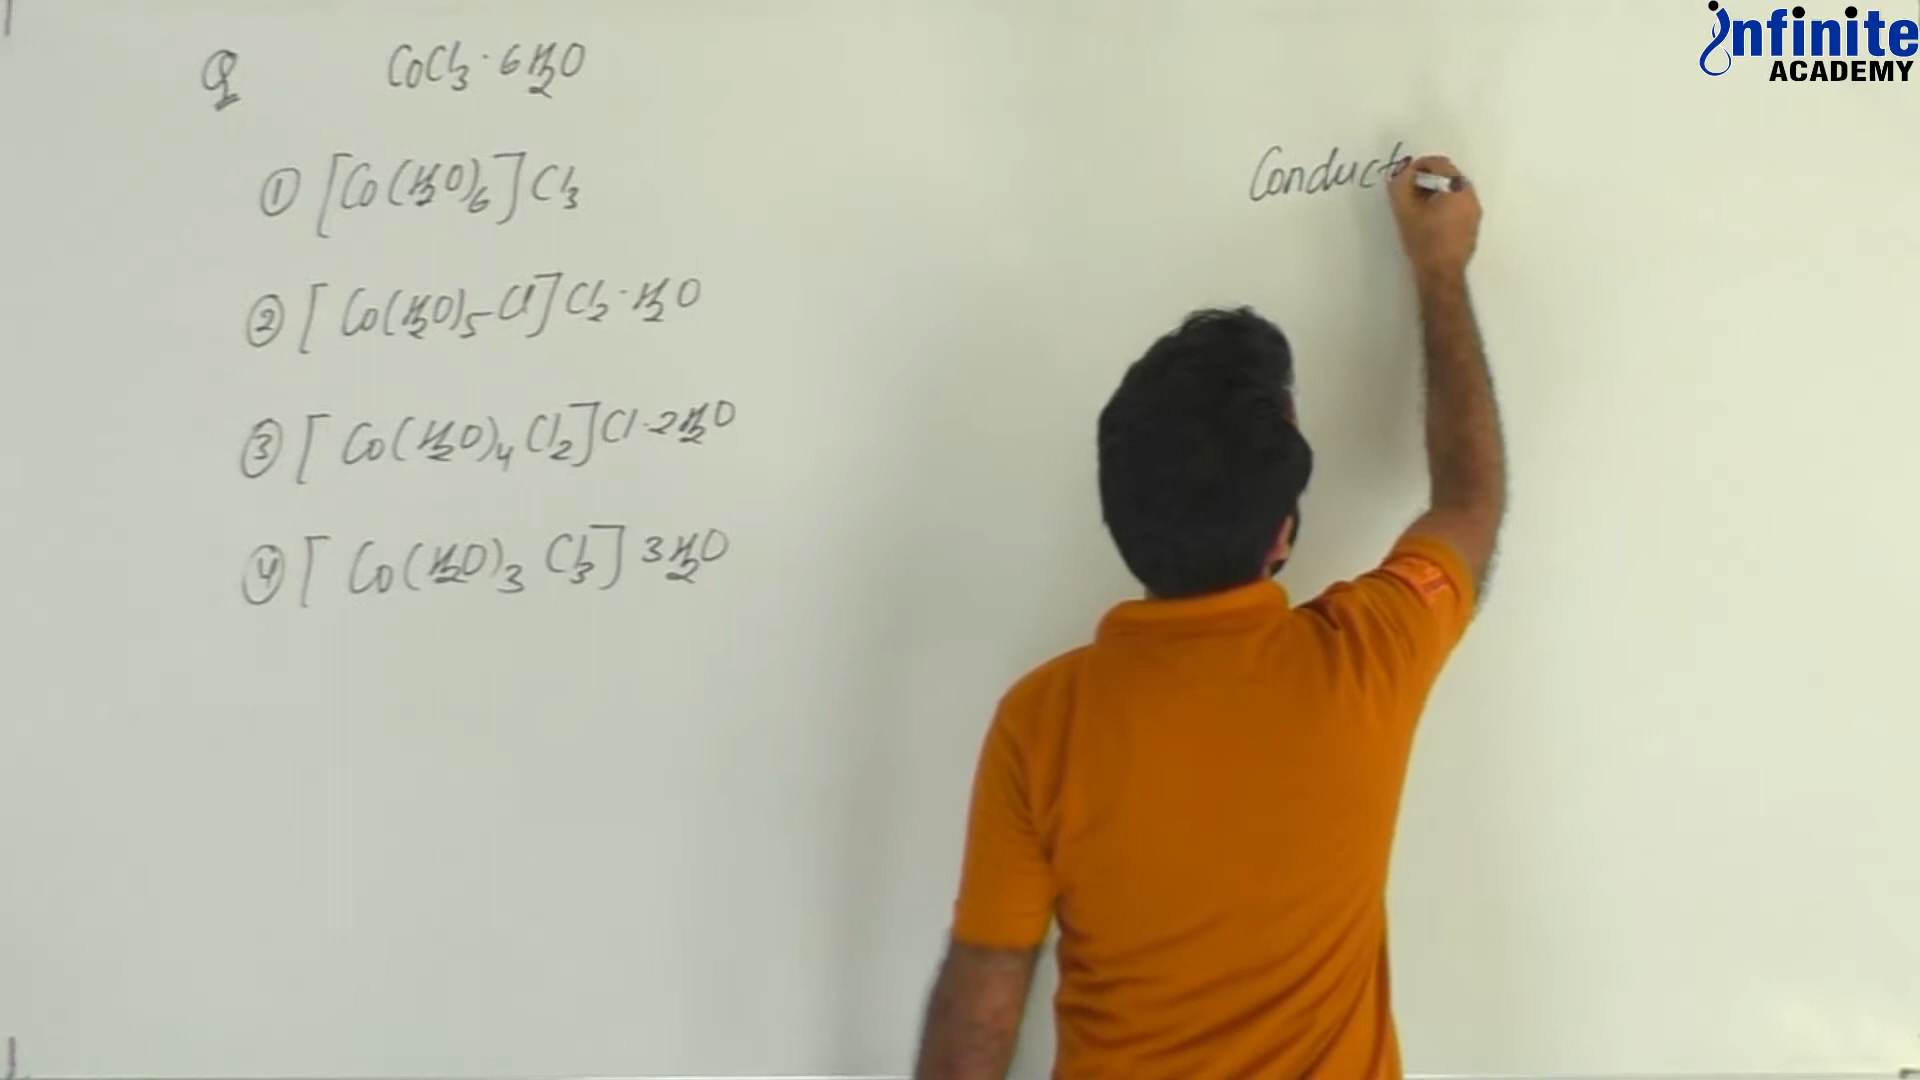 infinite
ACADEMY
Q CoCl3·6H2O
① [Co(H2O)6]Cl3
② [Co(H2O)5Cl]Cl2·H2O
③ [Co(H2O)4Cl2]Cl·2H2O
④ [Co(H2O)3Cl3]3H2O
Conduct